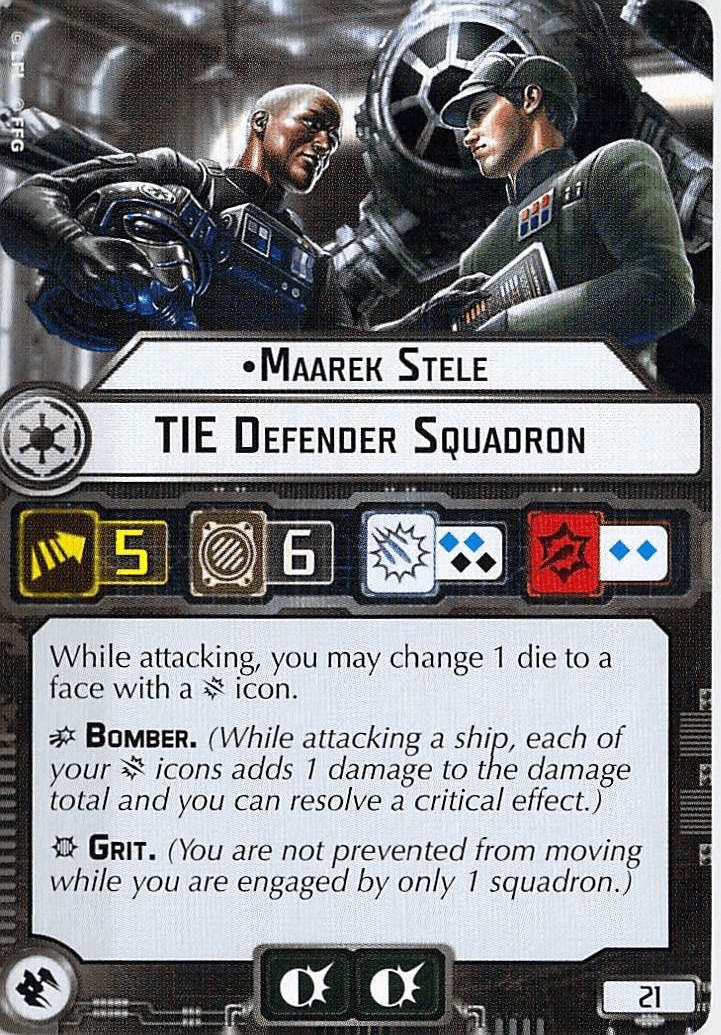 © LFL © FFG
•Maarek Stele
TIE Defender Squadron
5
6
While attacking, you may change 1 die to a
face with a icon.
Bomber. (While attacking a ship, each of
your icons adds 1 damage to the damage
total and you can resolve a critical effect.)
Grit. (You are not prevented from moving
while you are engaged by only 1 squadron.)
21